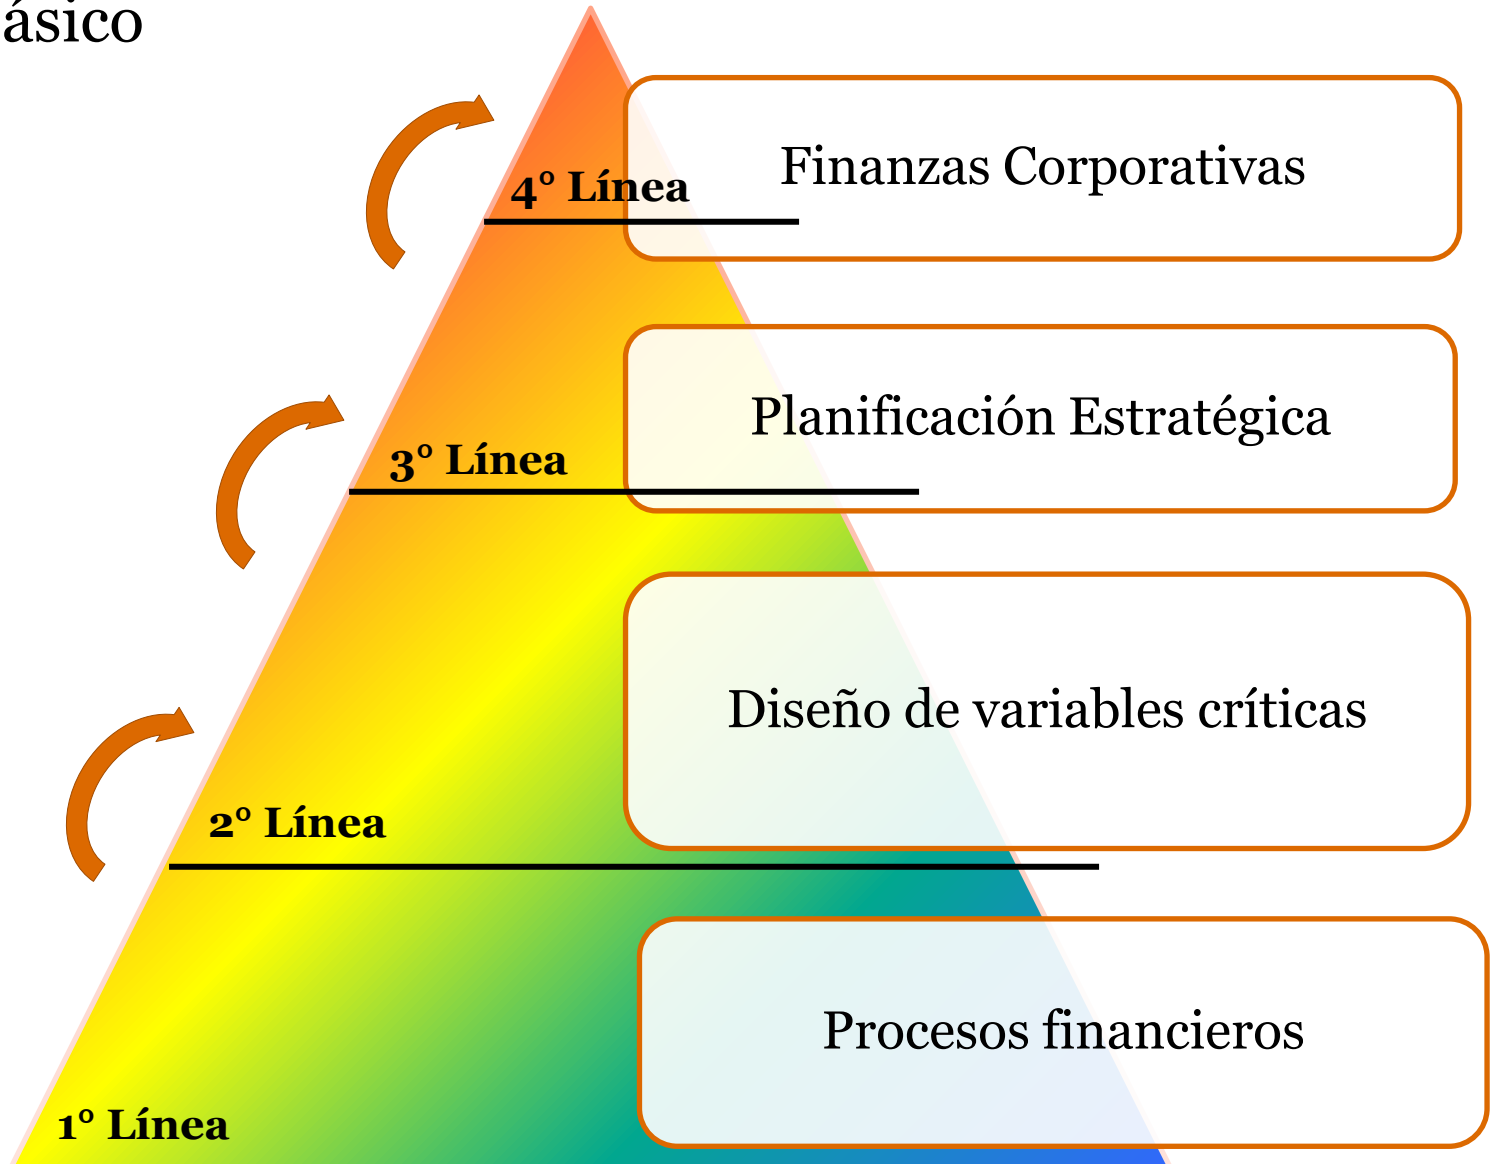 ásico
4° Línea
Finanzas Corporativas
3° Línea
Planificación Estratégica
Diseño de variables críticas
2° Línea
Procesos financieros
1° Línea